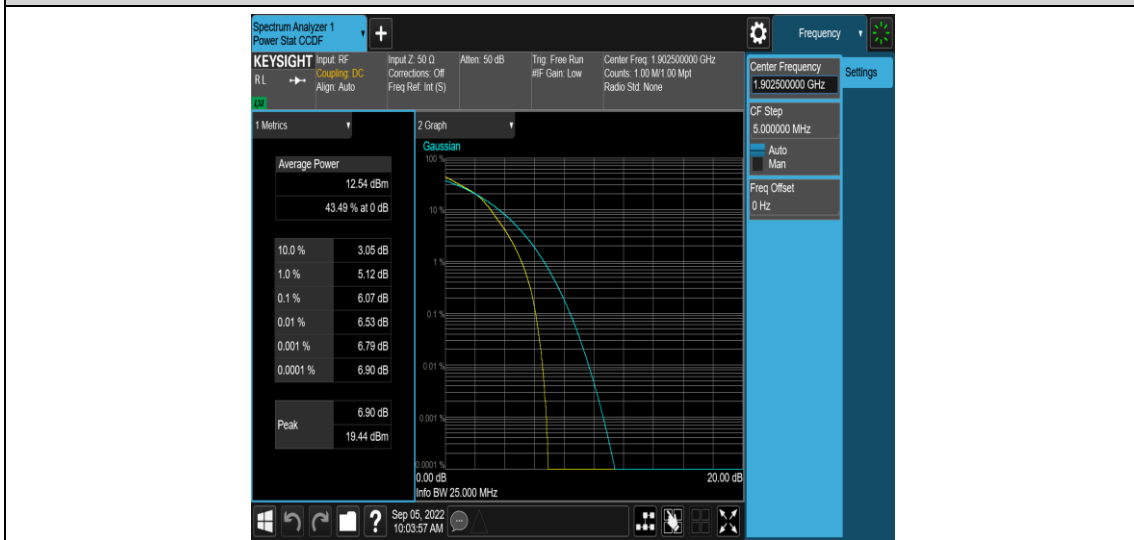 Spectrum Analyzer 1
Power Stat CCDF
+
Frequency
KEYSIGHT
RL
LXI
Input: RF
Coupling: DC
Align: Auto
Input Z: 50 Ω
Corrections: Off
Freq Ref: Int (S)
Atten: 50 dB
Trig: Free Run
#IF Gain: Low
Center Freq: 1.902500000 GHz
Counts: 1.00 M/1.00 Mpt
Radio Std: None
Center Frequency
1.902500000 GHz
Settings
CF Step
5.000000 MHz
Auto
Man
Freq Offset
0 Hz
1 Metrics
Average Power
12.54 dBm
43.49 % at 0 dB
10.0 % 3.05 dB
1.0 % 5.12 dB
0.1 % 6.07 dB
0.01 % 6.53 dB
0.001 % 6.79 dB
0.0001 % 6.90 dB
Peak
6.90 dB
19.44 dBm
2 Graph
Gaussian
100 %
10 %
1 %
0.1 %
0.01 %
0.001 %
0.0001 %
0.00 dB 20.00 dB
Info BW 25.000 MHz
?
Sep 05, 2022
10:03:57 AM